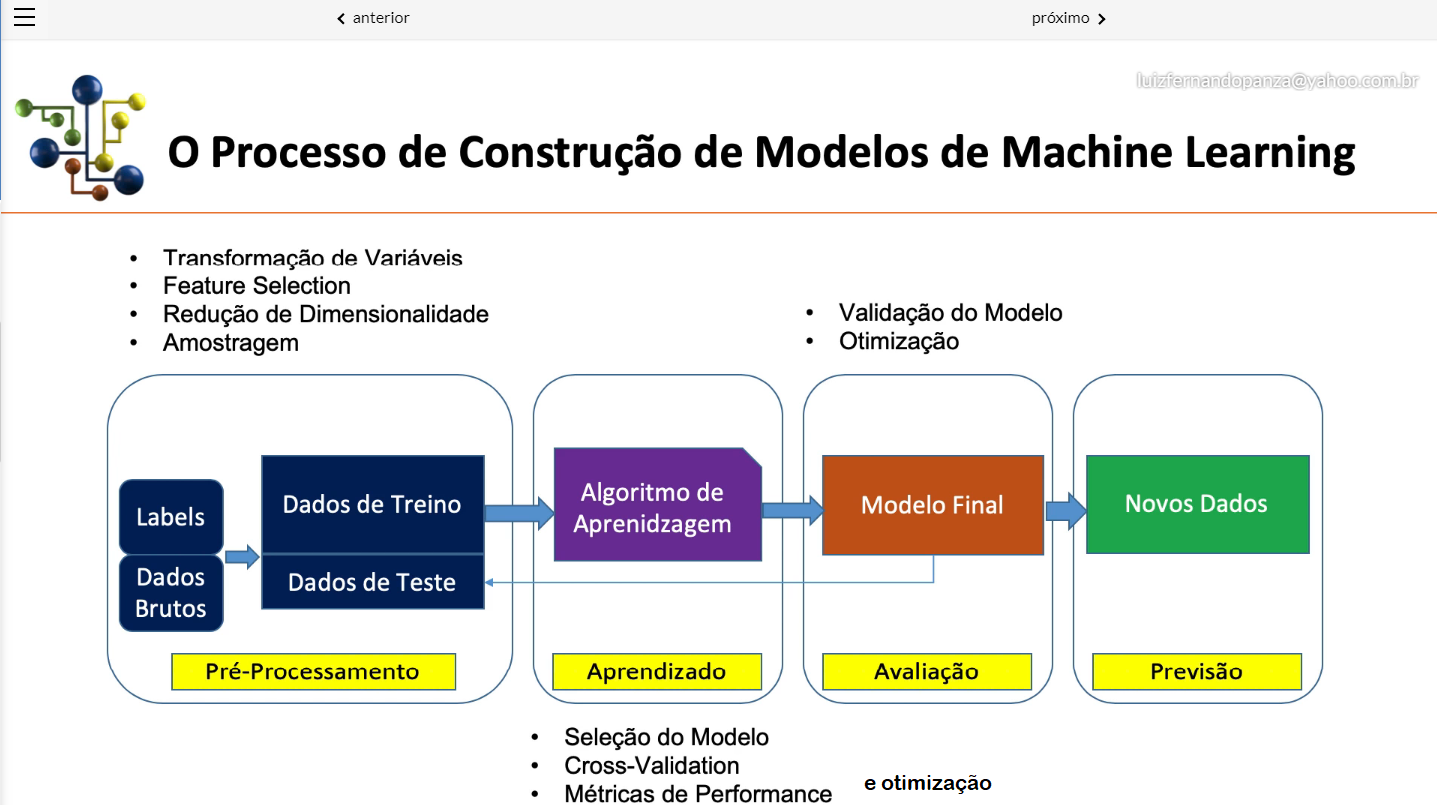 anterior
próximo
luizfernandopanza@yahoo.com.br
O Processo de Construção de Modelos de Machine Learning
• Transformação de Variáveis
• Feature Selection
• Redução de Dimensionalidade
• Amostragem
• Validação do Modelo
• Otimização
Labels
Dados
Brutos
Dados de Treino
Dados de Teste
Algoritmo de
Aprenidzagem
Modelo Final
Novos Dados
Pré-Processamento
Aprendizado
Avaliação
Previsão
• Seleção do Modelo
• Cross-Validation
• Métricas de Performance
e otimização